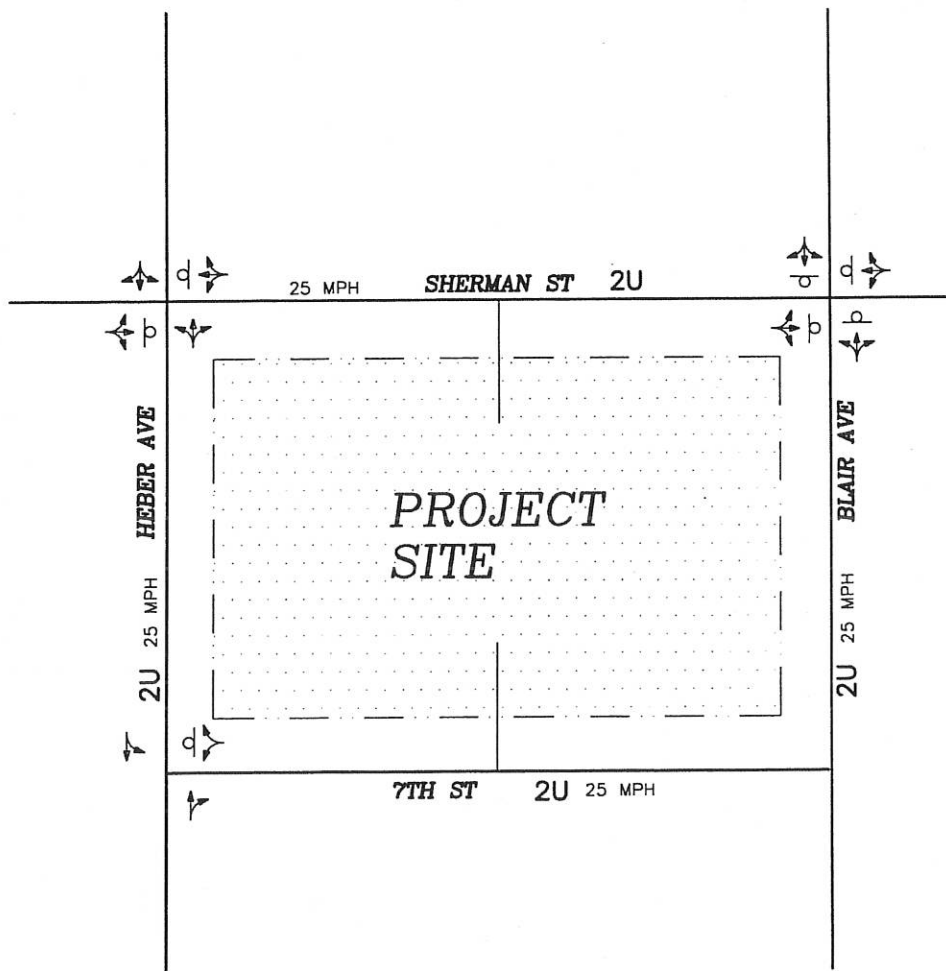 25 MPH SHERMAN ST 2U
HEBER AVE
25 MPH
2U
PROJECT
SITE
BLAIR AVE
25 MPH
2U
7TH ST 2U 25 MPH